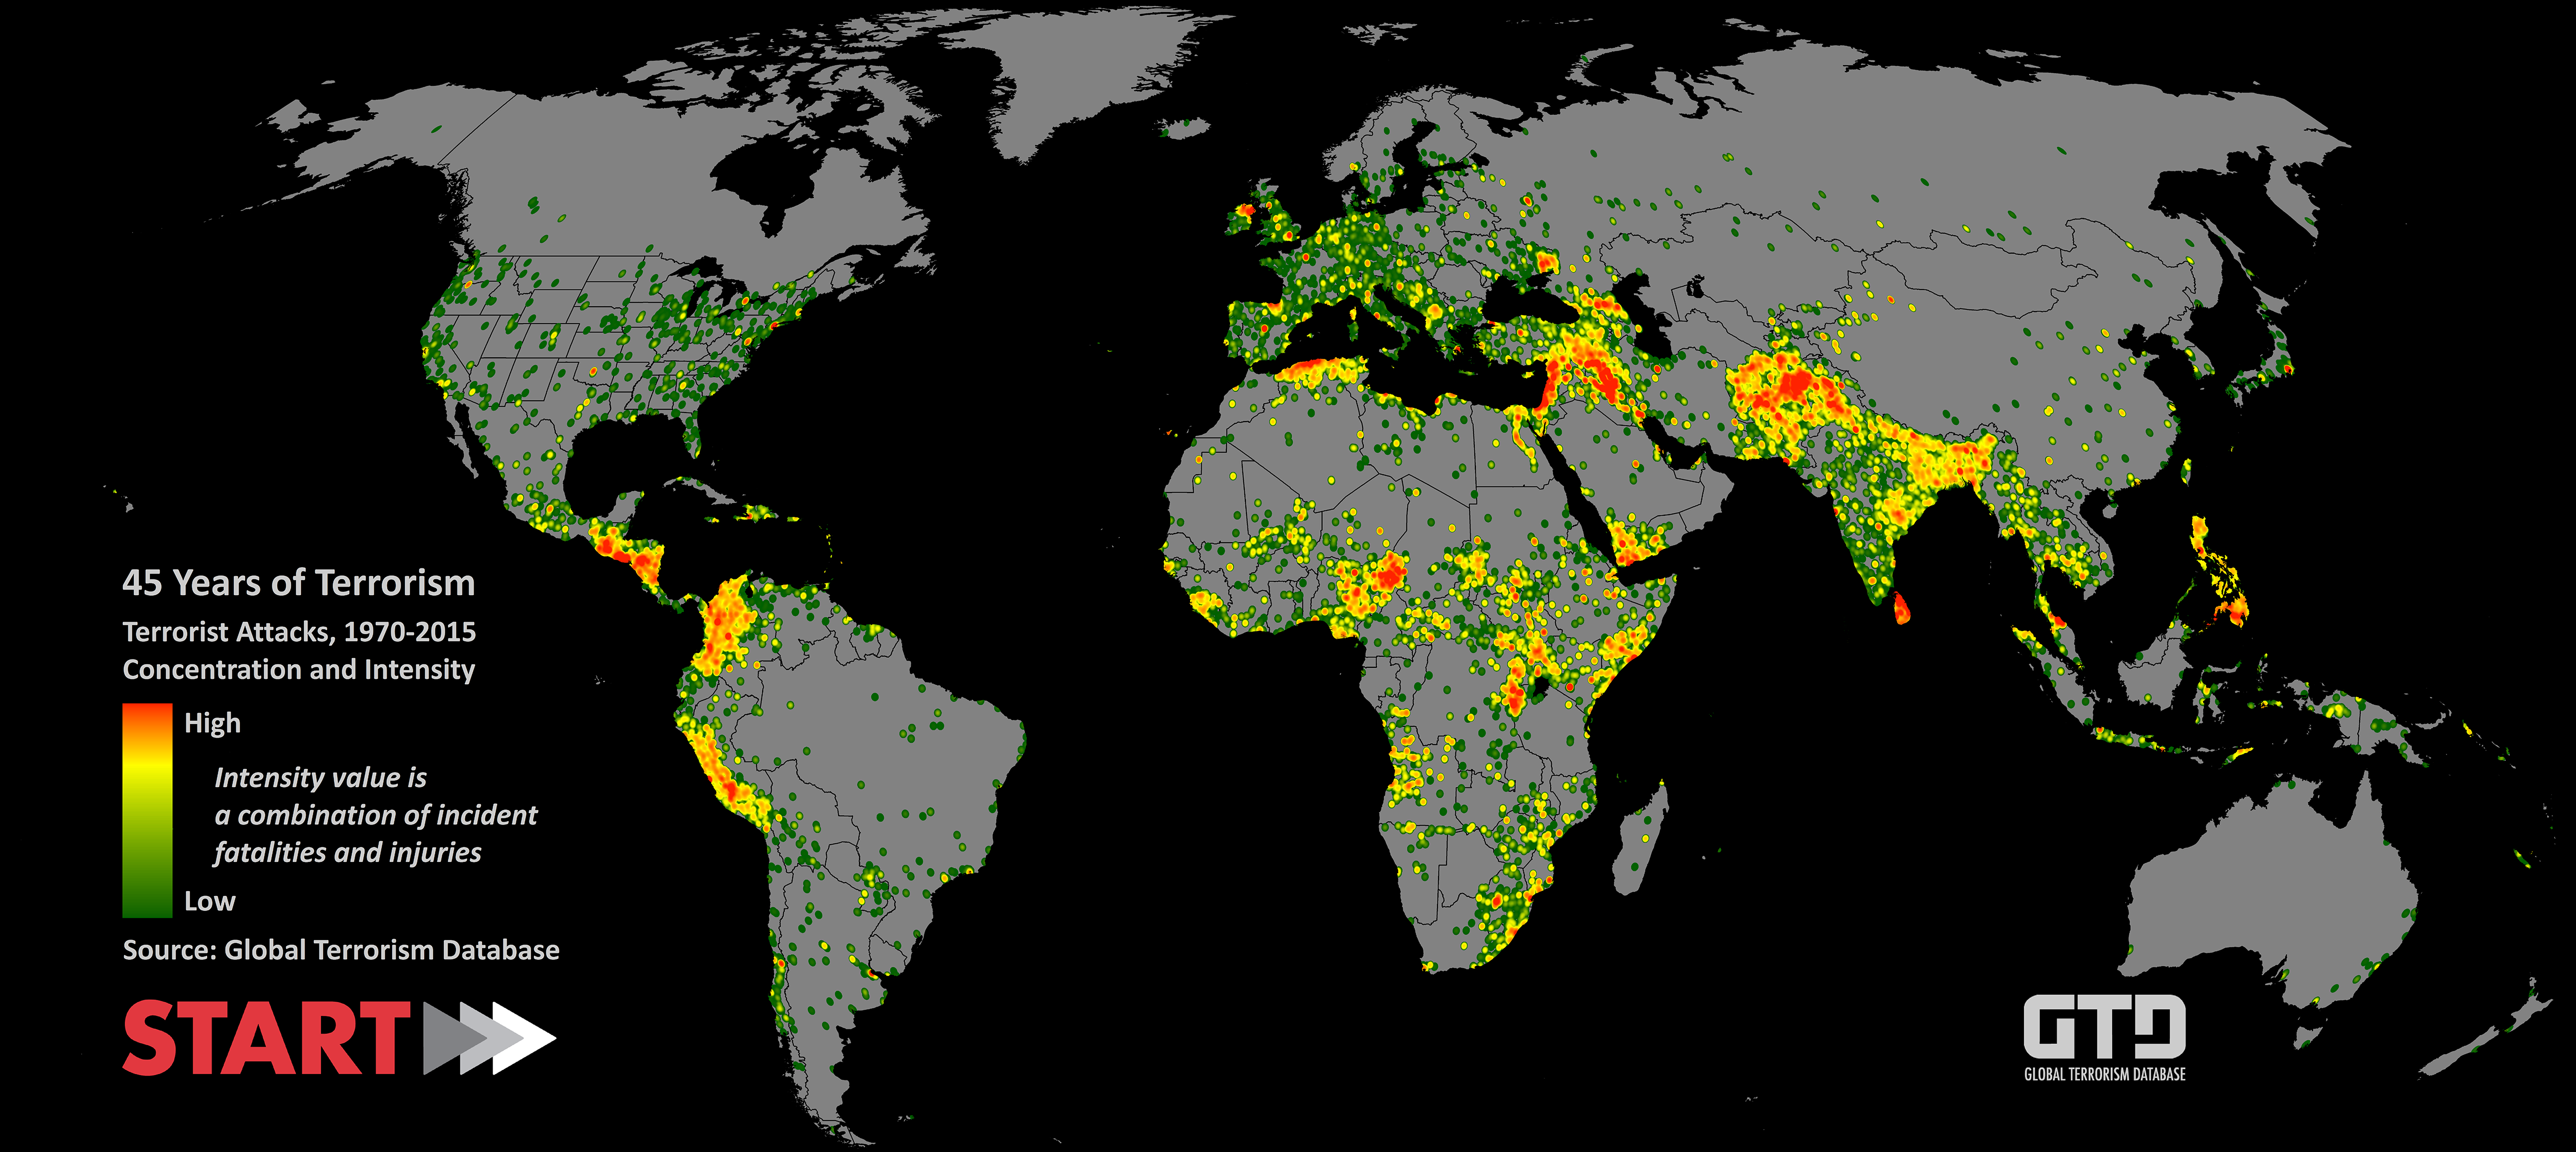 45 Years of Terrorism
Terrorist Attacks, 1970-2015
Concentration and Intensity
High
Intensity value is
a combination of incident
fatalities and injuries
Low
Source: Global Terrorism Database
START
GTD
GLOBAL TERRORISM DATABASE